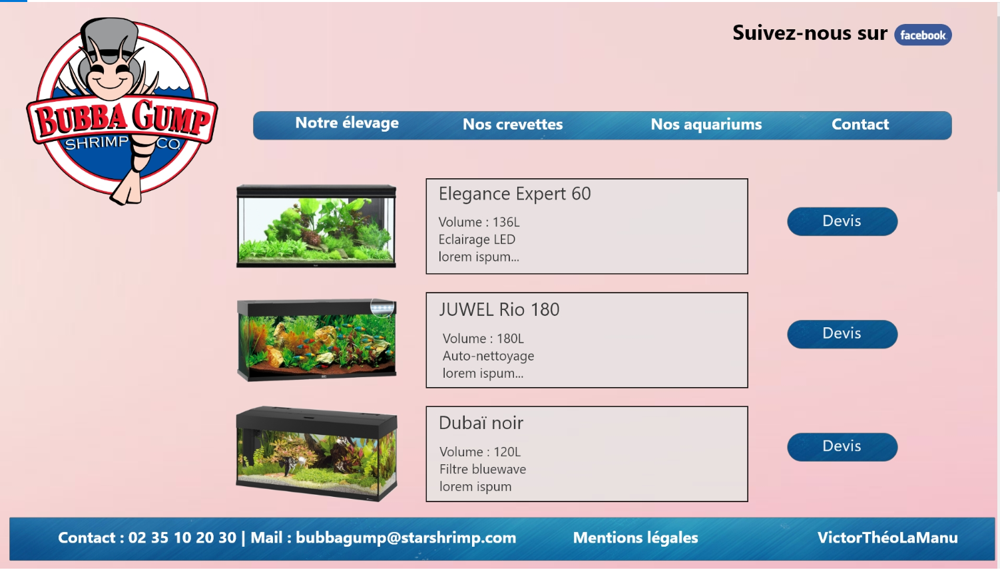 Suivez-nous sur facebook
BUBBA GUMP
SHRIMP CO.
Notre élevage
Nos crevettes
Nos aquariums
Contact
Elegance Expert 60
Volume : 136L
Eclairage LED
lorem ispum...
Devis
JUWEL Rio 180
Volume : 180L
Auto-nettoyage
lorem ispum...
Devis
Dubaï noir
Volume : 120L
Filtre bluewave
lorem ispum
Devis
Contact : 02 35 10 20 30 | Mail : bubbagump@starshrimp.com
Mentions légales
VictorThéoLaManu